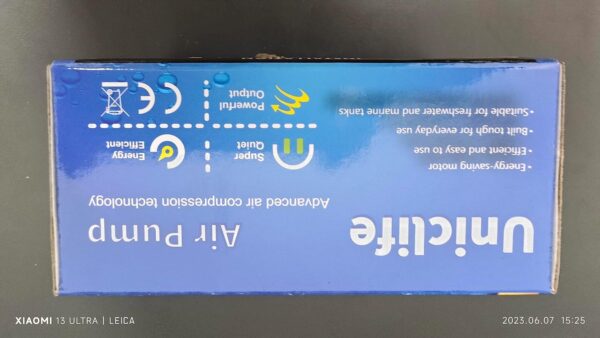 Uniclife
Air Pump
Advanced air compression technology
• Energy-saving motor
• Efficient and easy to use
• Built tough for everyday use
• Suitable for freshwater and marine tanks
Super
Quiet
Energy
Efficient
Powerful
Output
CE
XIAOMI 13 ULTRA | LEICA
2023.06.07 15:25